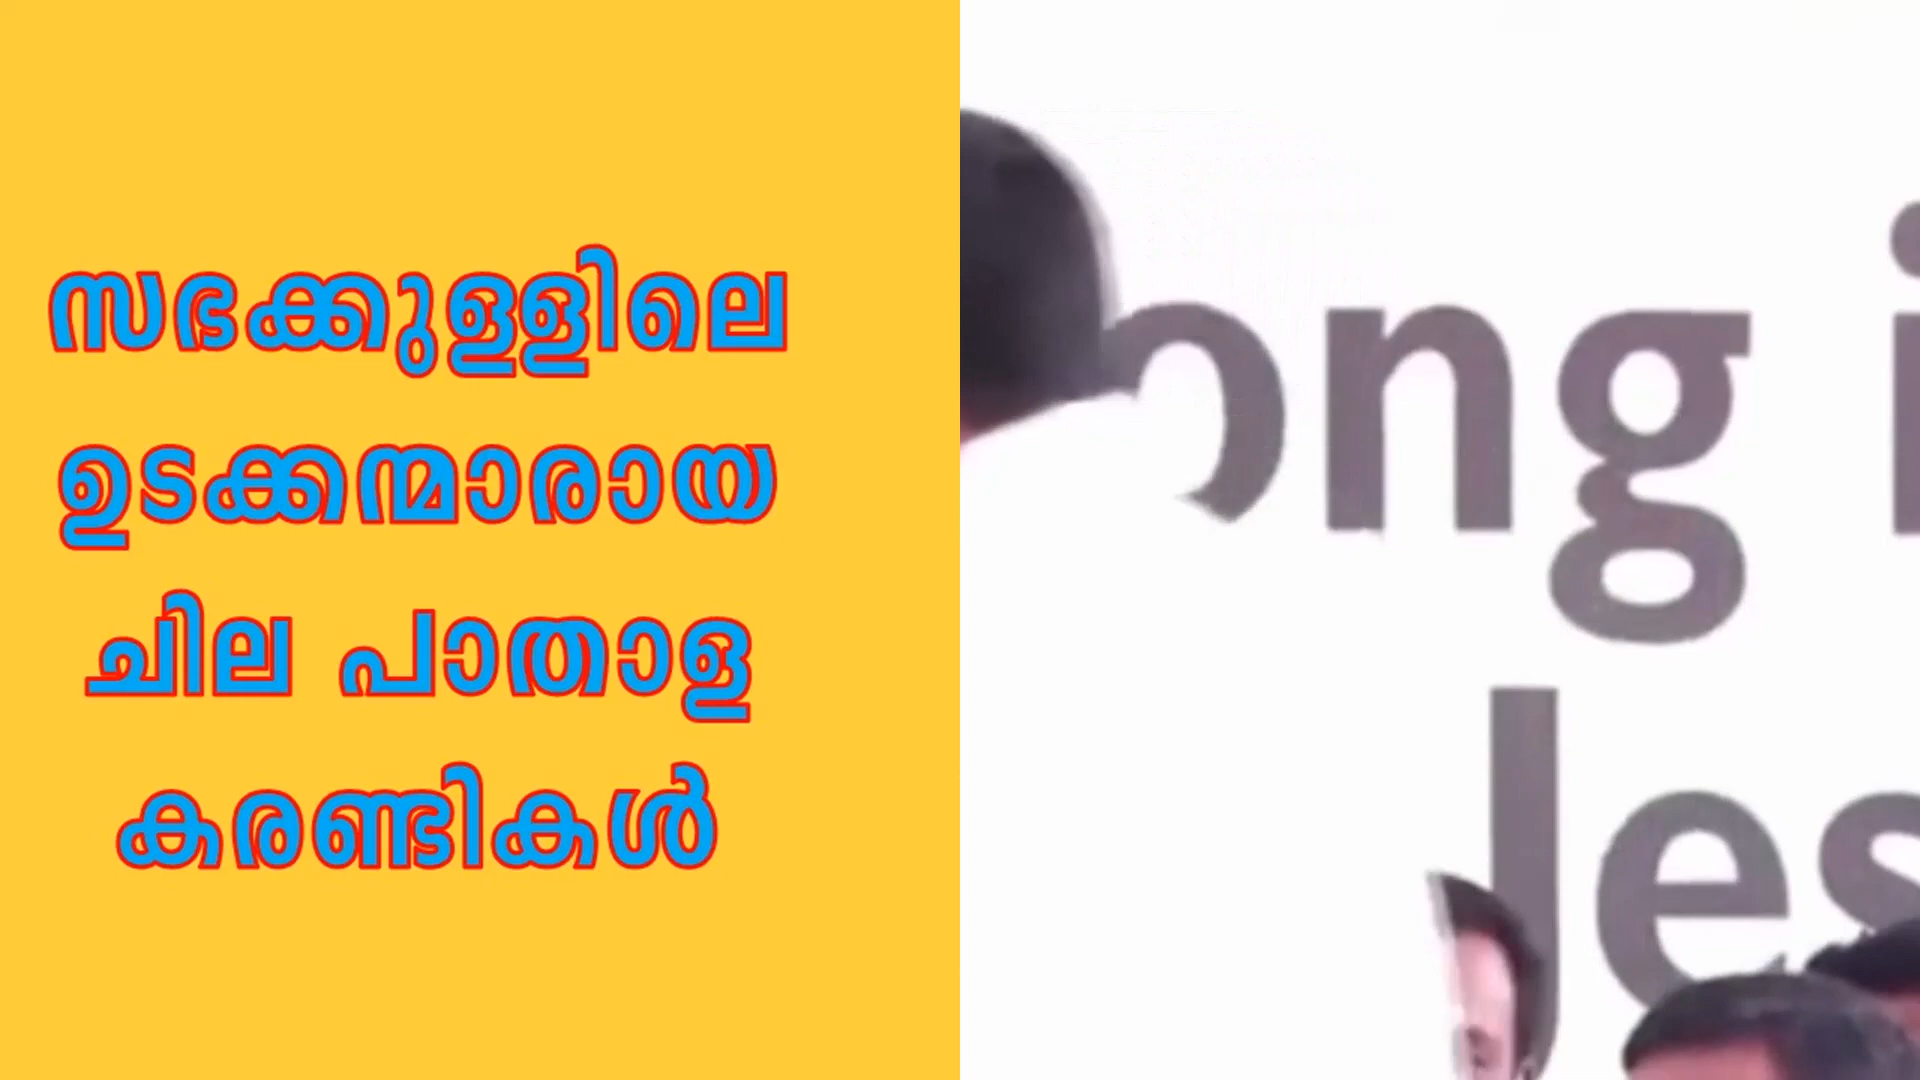 സഭക്കുള്ളിലെ
ഉടക്കന്മാരായ
ചില പാതാള
കരണ്ടികൾ
ong i
Jes